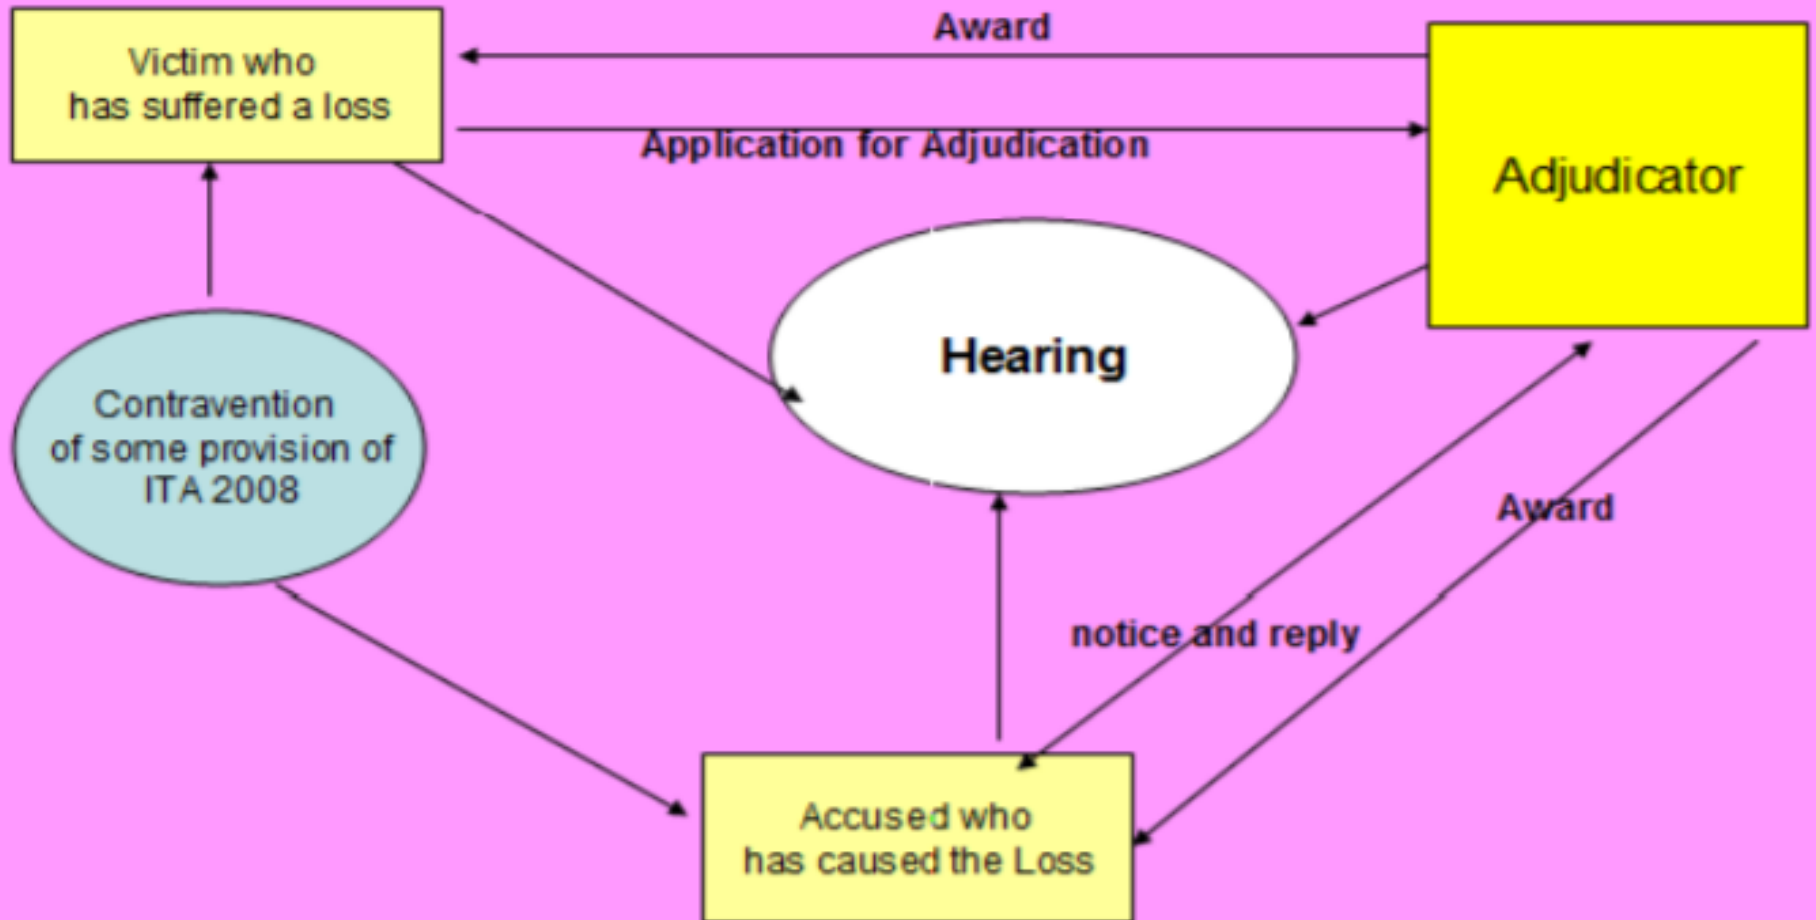 Award
Victim who
has suffered a loss
Application for Adjudication
Adjudicator
Hearing
Contravention
of some provision of
ITA 2008
Award
notice and reply
Accused who
has caused the Loss